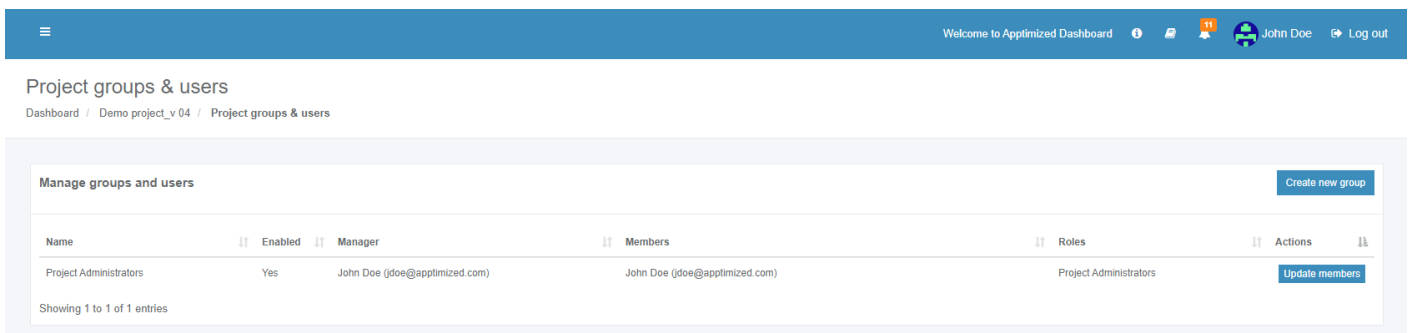 Welcome to Apptimized Dashboard 11 John Doe Log out
Project groups & users
Dashboard / Demo project_v 04 / Project groups & users
Manage groups and users Create new group
Name Enabled Manager Members Roles Actions
Project Administrators Yes John Doe (jdoe@apptimized.com) John Doe (jdoe@apptimized.com) Project Administrators Update members
Showing 1 to 1 of 1 entries